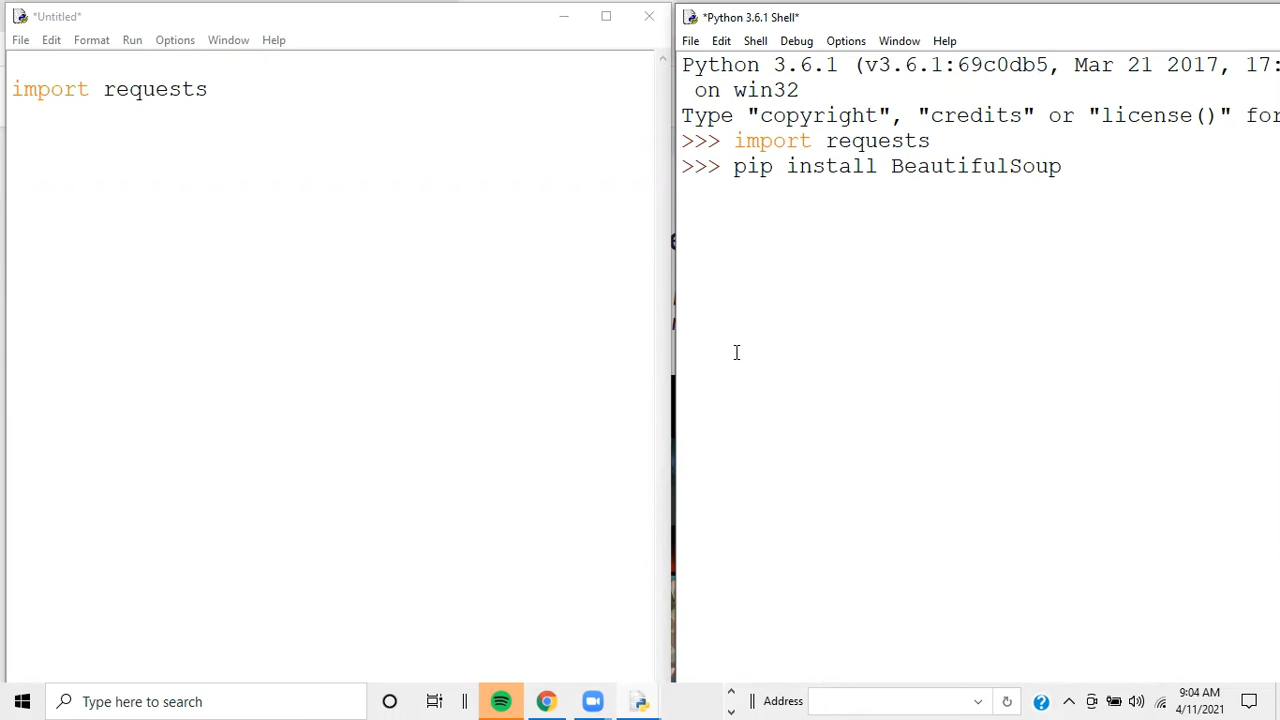 *Untitled*
File Edit Format Run Options Window Help
import requests
*Python 3.6.1 Shell*
File Edit Shell Debug Options Window Help
Python 3.6.1 (v3.6.1:69c0db5, Mar 21 2017, 17:
on win32
Type "copyright", "credits" or "license()" for
>>> import requests
>>> pip install BeautifulSoup
Type here to search
Address
9:04 AM
4/11/2021